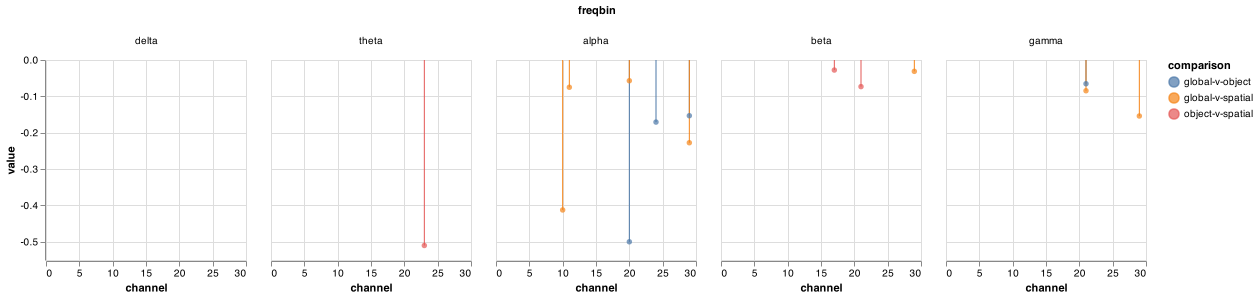 freqbin
delta theta alpha beta gamma
comparison
global-v-object
global-v-spatial
object-v-spatial
value
0.0
-0.1
-0.2
-0.3
-0.4
-0.5
0 5 10 15 20 25 30 0 5 10 15 20 25 30 0 5 10 15 20 25 30 0 5 10 15 20 25 30 0 5 10 15 20 25 30
channel channel channel channel channel